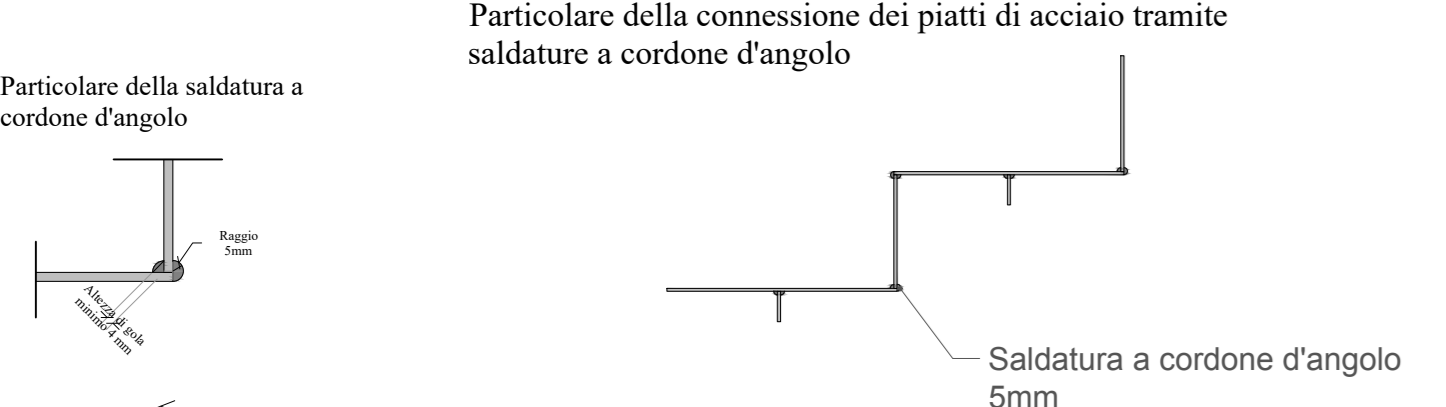 Particolare della connessione dei piatti di acciaio tramite
saldature a cordone d'angolo
Particolare della saldatura a
cordone d'angolo
Raggio
5mm
Altezza di gola
minimo 4 mm
Saldatura a cordone d'angolo
5mm